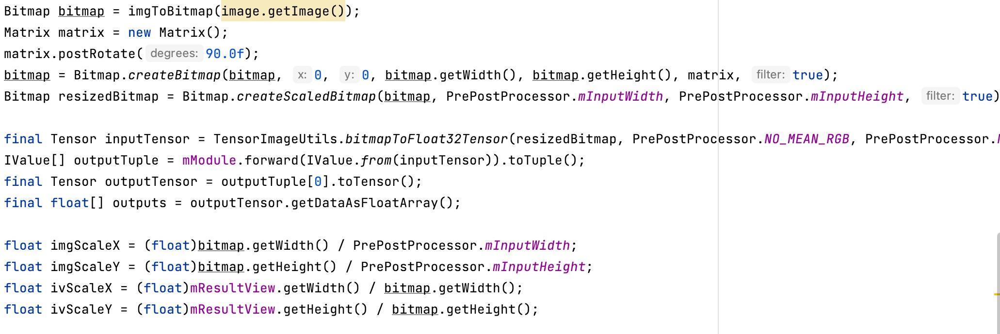 Bitmap bitmap = imgToBitmap(image.getImage());
Matrix matrix = new Matrix();
matrix.postRotate( degrees: 90.0f);
bitmap = Bitmap.createBitmap(bitmap, x: 0, y: 0, bitmap.getWidth(), bitmap.getHeight(), matrix, filter: true);
Bitmap resizedBitmap = Bitmap.createScaledBitmap(bitmap, PrePostProcessor.mInputWidth, PrePostProcessor.mInputHeight, filter: true)
final Tensor inputTensor = TensorImageUtils.bitmapToFloat32Tensor(resizedBitmap, PrePostProcessor.NO_MEAN_RGB, PrePostProcessor.
IValue[] outputTuple = mModule.forward(IValue.from(inputTensor)).toTuple();
final Tensor outputTensor = outputTuple[0].toTensor();
final float[] outputs = outputTensor.getDataAsFloatArray();
float imgScaleX = (float)bitmap.getWidth() / PrePostProcessor.mInputWidth;
float imgScaleY = (float)bitmap.getHeight() / PrePostProcessor.mInputHeight;
float ivScaleX = (float)mResultView.getWidth() / bitmap.getWidth();
float ivScaleY = (float)mResultView.getHeight() / bitmap.getHeight();